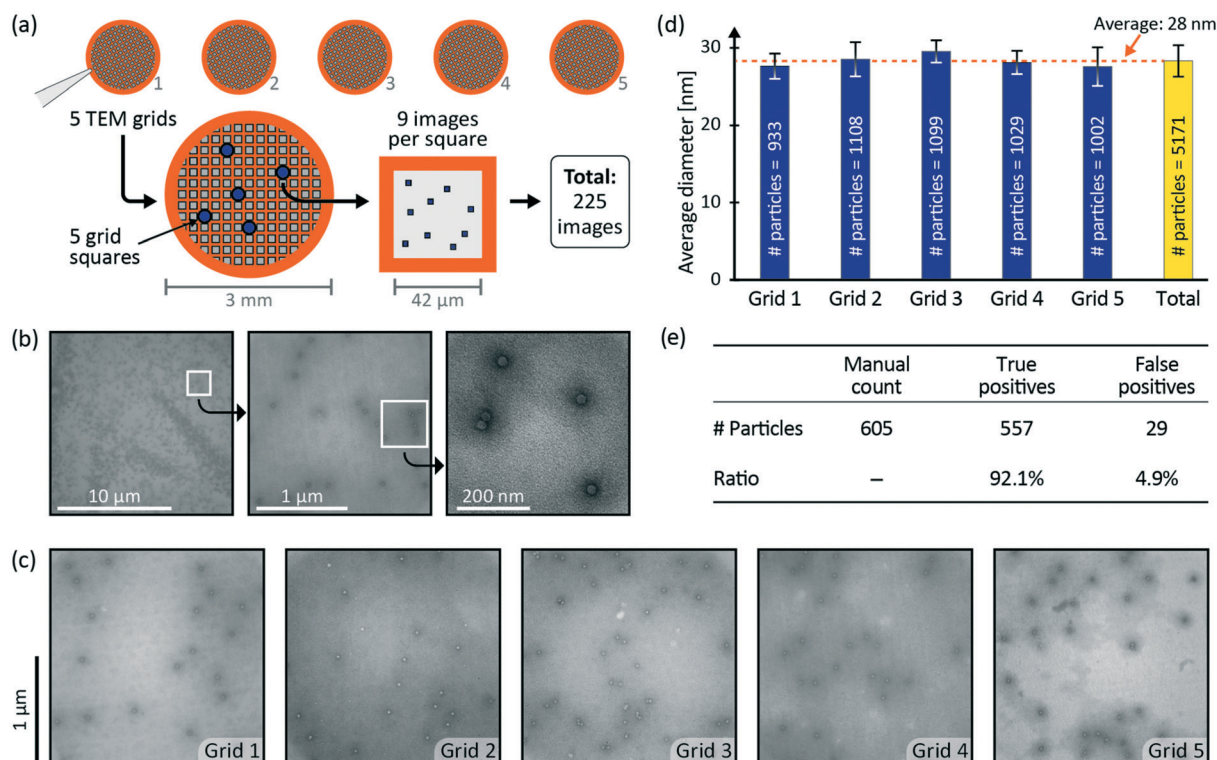 (a)
1
2
3
4
5
5 TEM grids
9 images
per square
5 grid
squares
Total:
225
images
3 mm
42 μm
(b)
10 μm
1 μm
200 nm
(c)
1 μm
Grid 1
Grid 2
Grid 3
Grid 4
Grid 5
(d)
Average: 28 nm
Average diameter [nm]
30
20
10
0
# particles = 933
# particles = 1108
# particles = 1099
# particles = 1029
# particles = 1002
# particles = 5171
Grid 1
Grid 2
Grid 3
Grid 4
Grid 5
Total
(e)
Manual count
True positives
False positives
# Particles 605 557 29
Ratio – 92.1% 4.9%